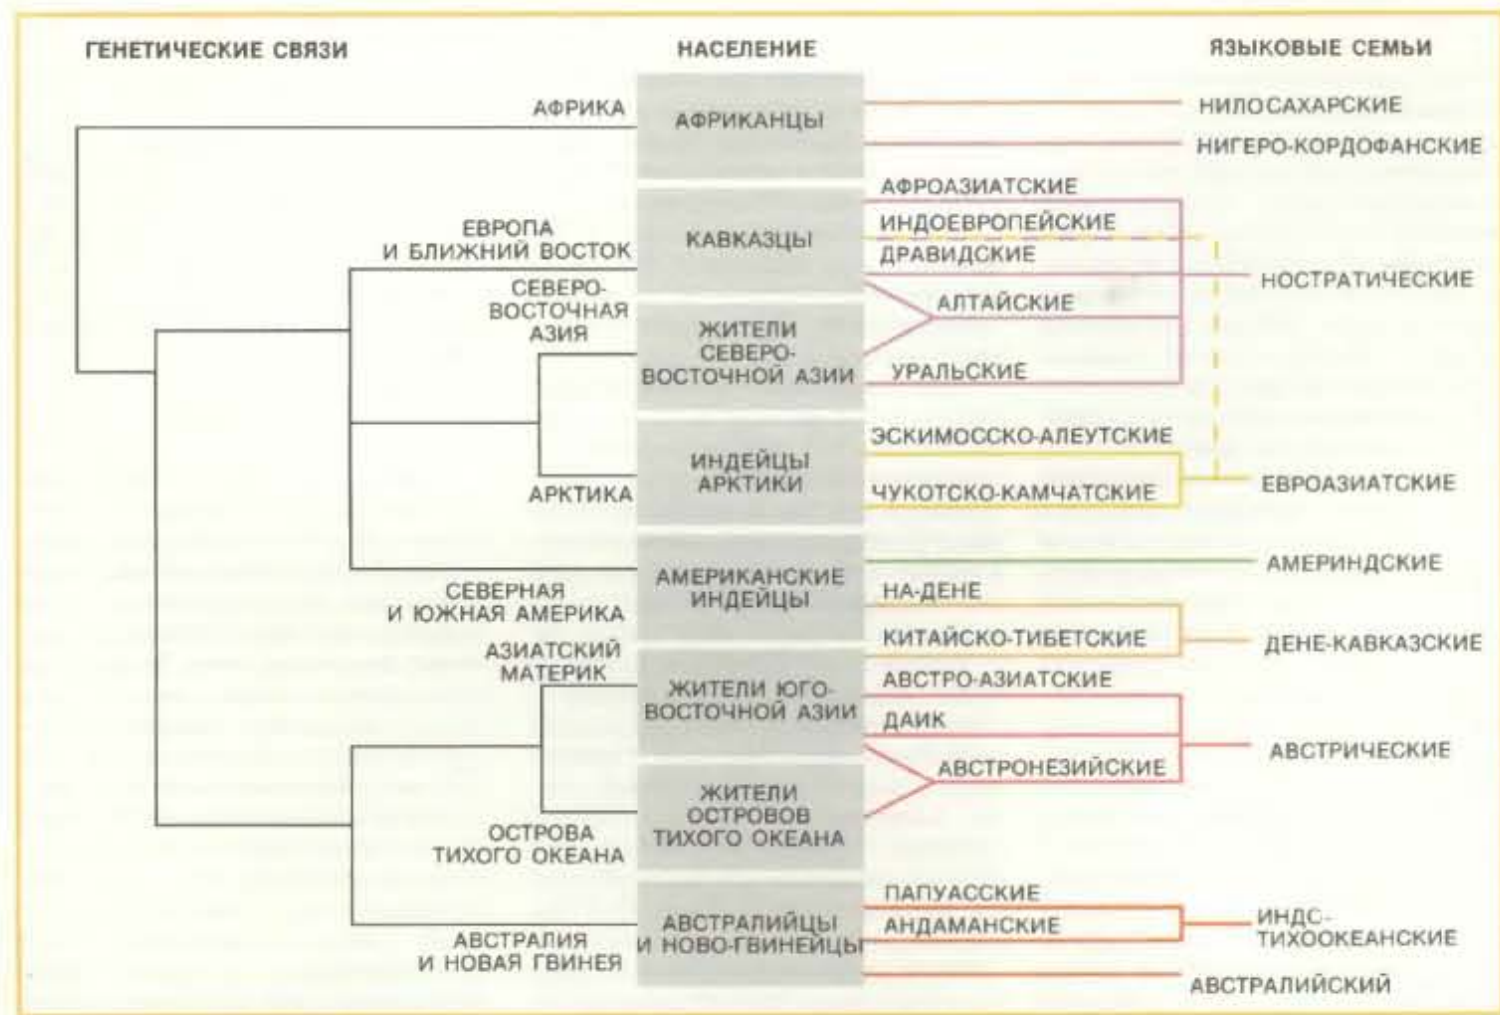 ГЕНЕТИЧЕСКИЕ СВЯЗИ
НАСЕЛЕНИЕ
ЯЗЫКОВЫЕ СЕМЬИ
АФРИКА
ЕВРОПА
И БЛИЖНИЙ ВОСТОК
СЕВЕРО-
ВОСТОЧНАЯ
АЗИЯ
АРКТИКА
СЕВЕРНАЯ
И ЮЖНАЯ АМЕРИКА
АЗИАТСКИЙ
МАТЕРИК
ОСТРОВА
ТИХОГО ОКЕАНА
АВСТРАЛИЯ
И НОВАЯ ГВИНЕЯ
АФРИКАНЦЫ
КАВКАЗЦЫ
ЖИТЕЛИ
СЕВЕРО-
ВОСТОЧНОЙ АЗИИ
ИНДЕЙЦЫ
АРКТИКИ
АМЕРИКАНСКИЕ
ИНДЕЙЦЫ
ЖИТЕЛИ ЮГО-
ВОСТОЧНОЙ АЗИИ
ЖИТЕЛИ
ОСТРОВОВ
ТИХОГО ОКЕАНА
АВСТРАЛИЙЦЫ
И НОВО-ГВИНЕЙЦЫ
АФРОАЗИАТСКИЕ
ИНДОЕВРОПЕЙСКИЕ
ДРАВИДСКИЕ
АЛТАЙСКИЕ
УРАЛЬСКИЕ
ЭСКИМОССКО-АЛЕУТСКИЕ
ЧУКОТСКО-КАМЧАТСКИЕ
НА-ДЕНЕ
КИТАЙСКО-ТИБЕТСКИЕ
АВСТРО-АЗИАТСКИЕ
ДАИК
АВСТРОНЕЗИЙСКИЕ
ПАПУАССКИЕ
АНДАМАНСКИЕ
НИЛОСАХАРСКИЕ
НИГЕРО-КОРДОФАНСКИЕ
НОСТРАТИЧЕСКИЕ
ЕВРОАЗИАТСКИЕ
АМЕРИНДСКИЕ
ДЕНЕ-КАВКАЗСКИЕ
АВСТРИЧЕСКИЕ
ИНДС-
ТИХООКЕАНСКИЕ
АВСТРАЛИЙСКИЙ